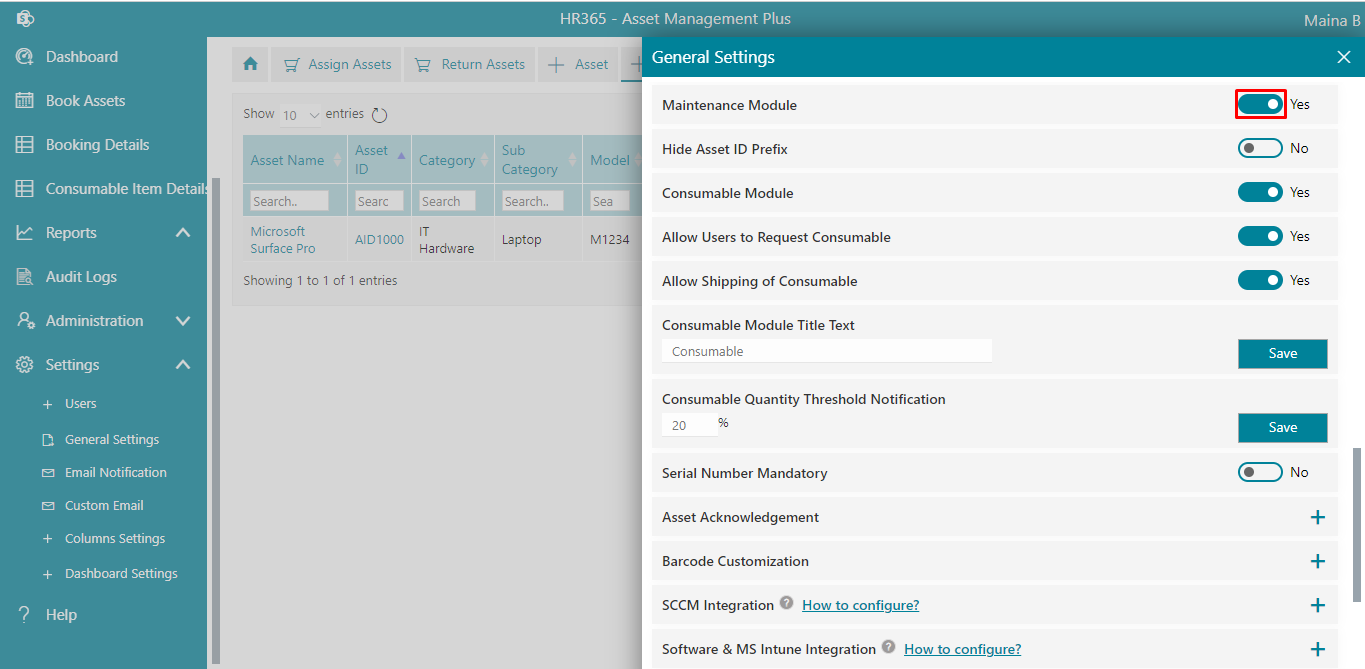 HR365 - Asset Management Plus
Maina B
Dashboard
Book Assets
Booking Details
Consumable Item Details
Reports
Audit Logs
Administration
Settings
Users
General Settings
Email Notification
Custom Email
Columns Settings
Dashboard Settings
Help
Assign Assets
Return Assets
Asset
Show 10 entries
Asset Name
Asset ID
Category
Sub Category
Model
Search..
Searc
Search
Search..
Sea
Microsoft Surface Pro
AID1000
IT Hardware
Laptop
M1234
Showing 1 to 1 of 1 entries
General Settings
Maintenance Module Yes
Hide Asset ID Prefix No
Consumable Module Yes
Allow Users to Request Consumable Yes
Allow Shipping of Consumable Yes
Consumable Module Title Text
Consumable
Save
Consumable Quantity Threshold Notification
20 %
Save
Serial Number Mandatory No
Asset Acknowledgement
Barcode Customization
SCCM Integration ? How to configure?
Software & MS Intune Integration ? How to configure?